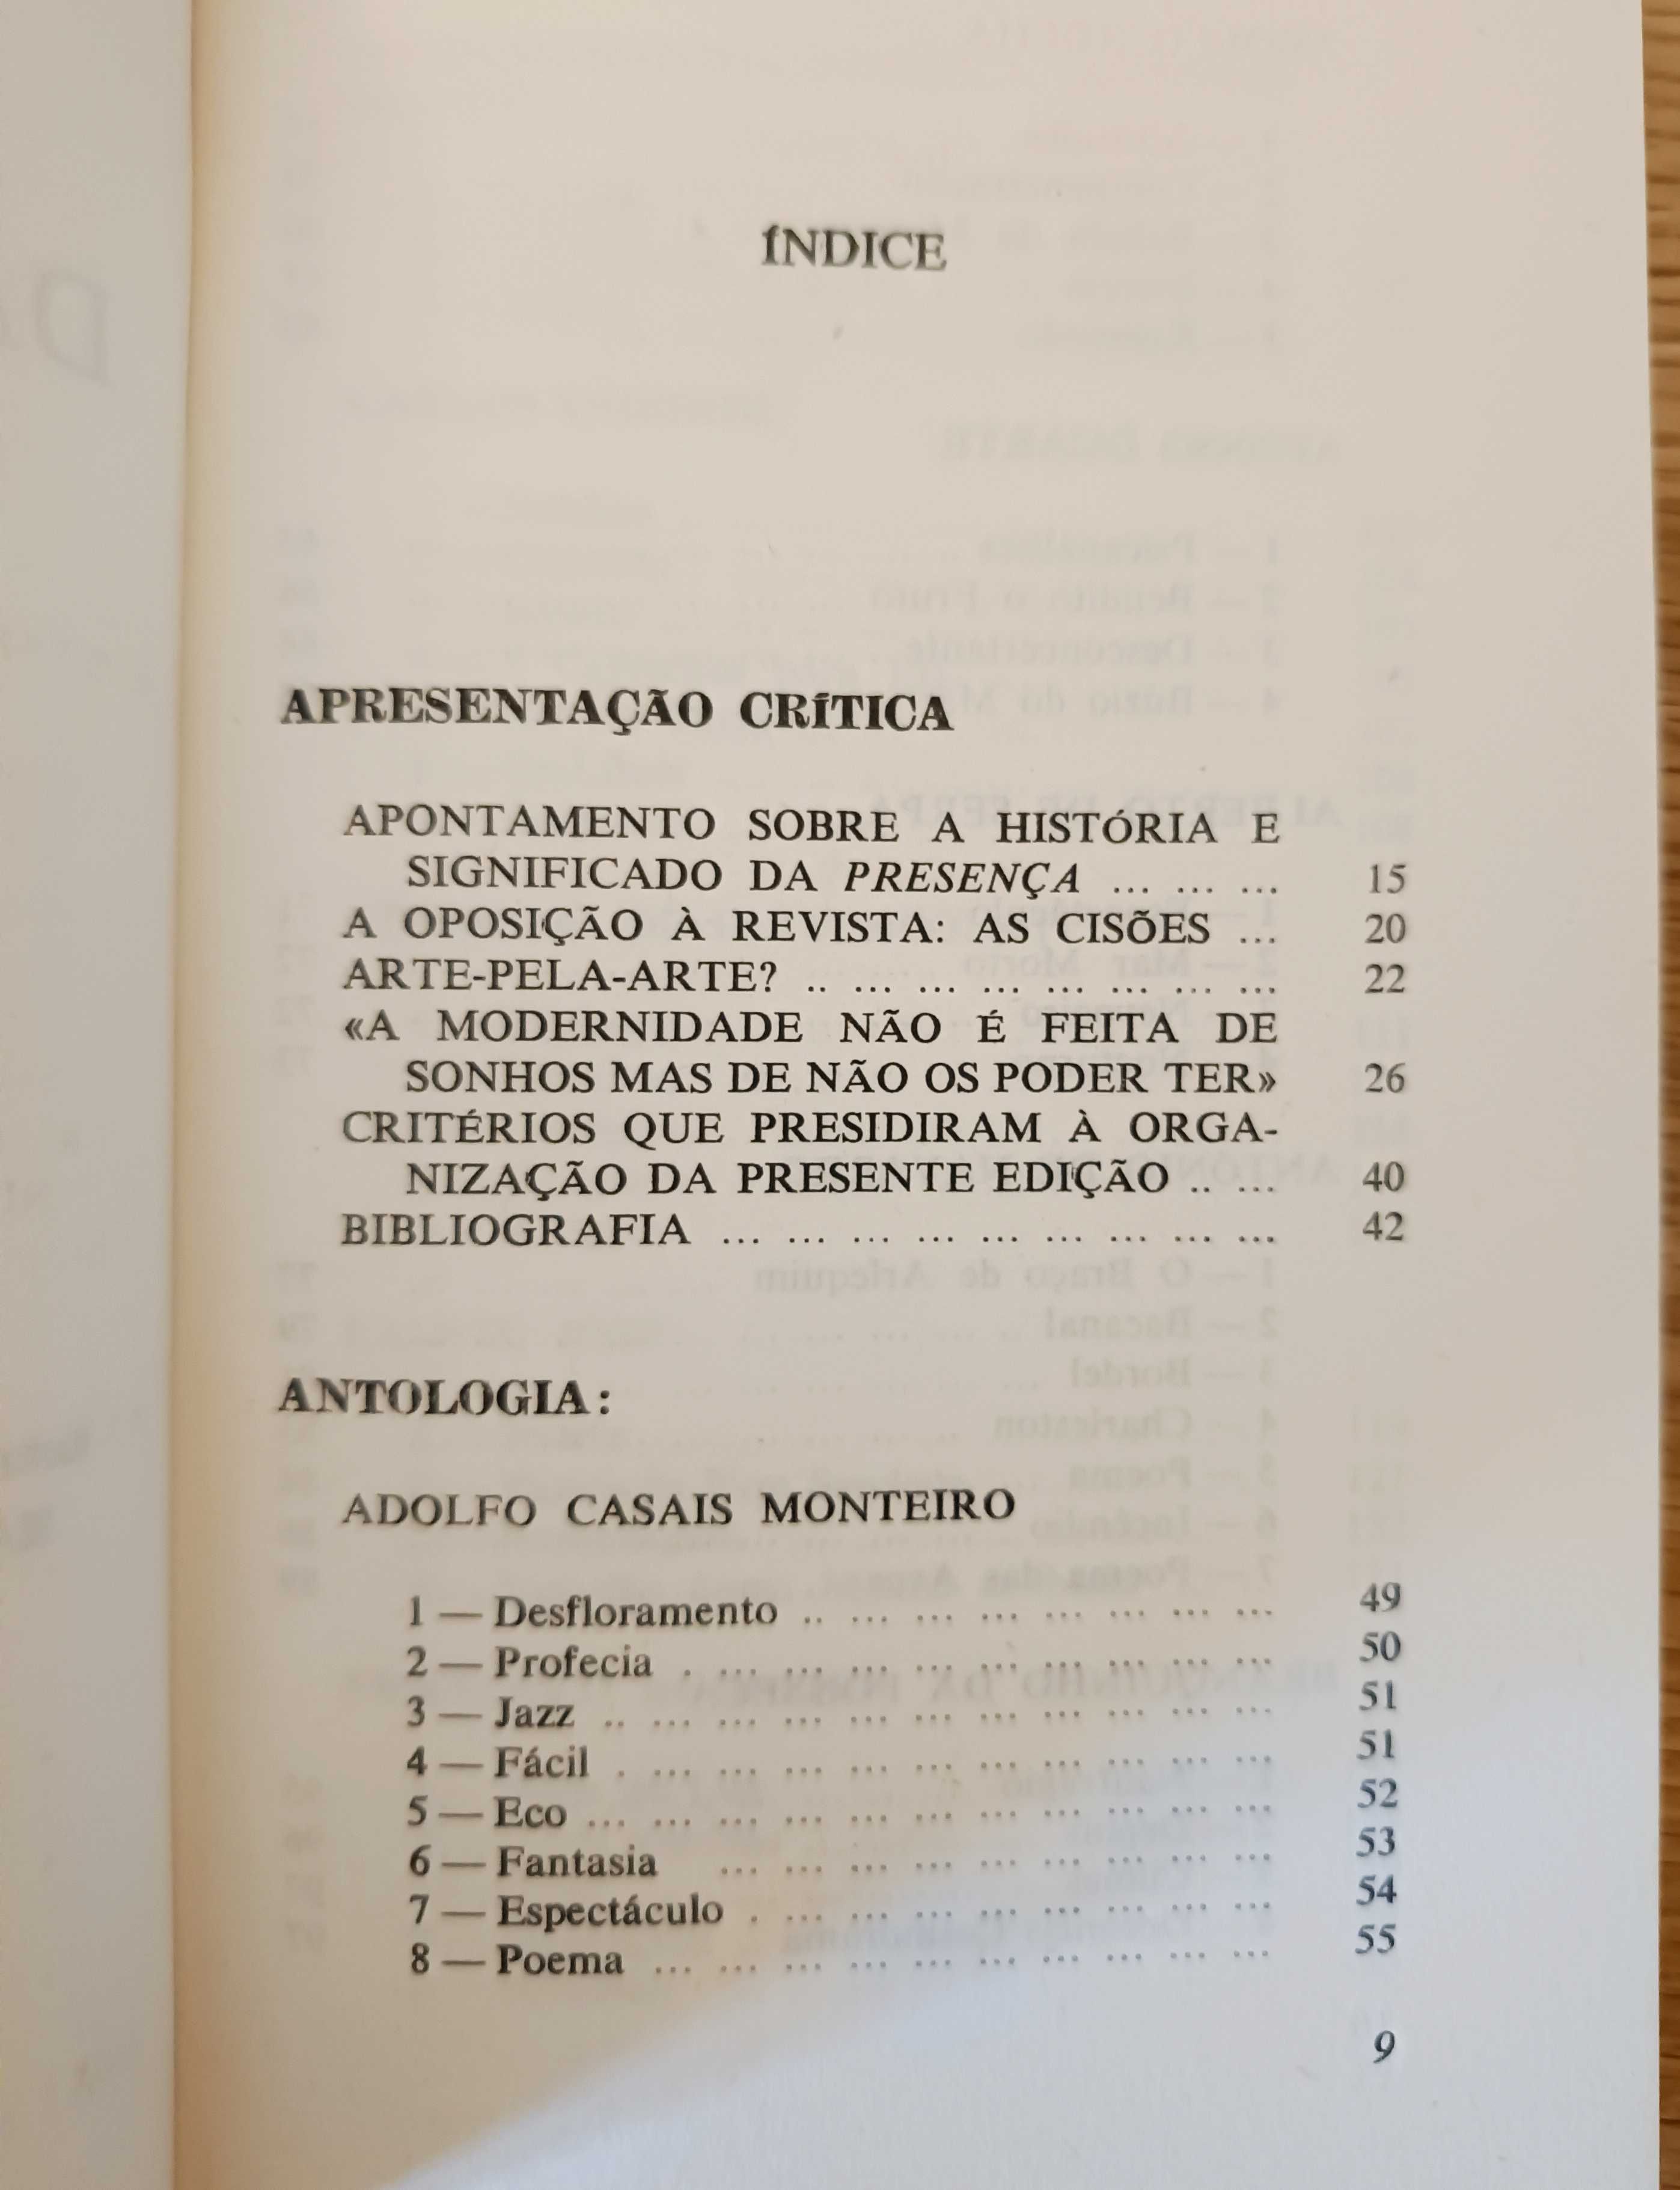 ÍNDICE
APRESENTAÇÃO CRÍTICA
APONTAMENTO SOBRE A HISTÓRIA E
SIGNIFICADO DA PRESENÇA ... ... ... 15
A OPOSIÇÃO À REVISTA: AS CISÕES ... 20
ARTE-PELA-ARTE? .. ... ... ... ... ... ... ... 22
«A MODERNIDADE NÃO É FEITA DE
SONHOS MAS DE NÃO OS PODER TER» 26
CRITÉRIOS QUE PRESIDIRAM À ORGA-
NIZAÇÃO DA PRESENTE EDIÇÃO .. ... 40
BIBLIOGRAFIA ... ... ... ... ... ... ... ... ... 42
ANTOLOGIA:
ADOLFO CASAIS MONTEIRO
1 — Desfloramento .. ... ... ... ... ... ... ... 49
2 — Profecia . ... ... ... ... ... ... ... ... ... 50
3 — Jazz .. ... ... ... ... ... ... ... ... ... ... 51
4 — Fácil . ... ... ... ... ... ... ... ... ... ... 51
5 — Eco ... ... ... ... ... ... ... ... ... ... ... 52
6 — Fantasia ... ... ... ... ... ... ... ... ... 53
7 — Espectáculo . ... ... ... ... ... ... ... ... 54
8 — Poema ... ... ... ... ... ... ... ... ... ... 55
9